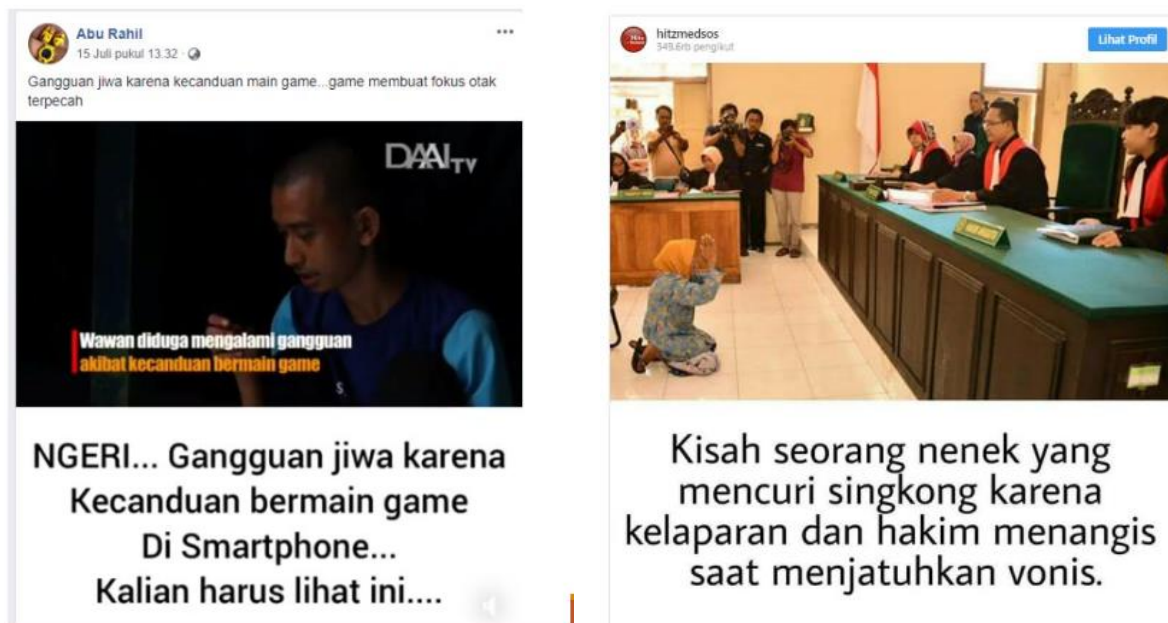 Abu Rahil
15 Juli pukul 13.32
Gangguan jiwa karena kecanduan main game...game membuat fokus otak
terpecah
DAAI TV
Wawan diduga mengalami gangguan
akibat kecanduan bermain game
NGERI... Gangguan jiwa karena
Kecanduan bermain game
Di Smartphone...
Kalian harus lihat ini....
hitzmedsos
349.6rb pengikut
Lihat Profil
Kisah seorang nenek yang
mencuri singkong karena
kelaparan dan hakim menangis
saat menjatuhkan vonis.